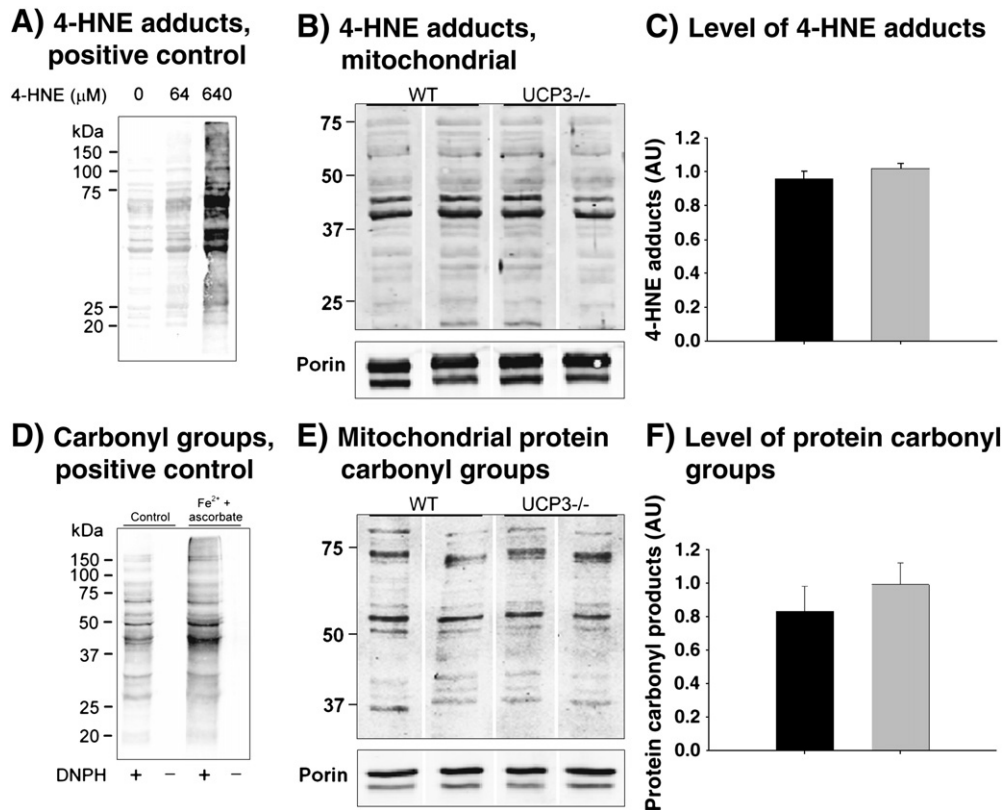 A) 4-HNE adducts,
positive control
4-HNE (µM) 0 64 640
kDa
150
100
75
25
20
B) 4-HNE adducts,
mitochondrial
WT UCP3-/-
75
50
37
25
Porin
C) Level of 4-HNE adducts
4-HNE adducts (AU)
1.2
1.0
0.8
0.6
0.4
0.2
0.0
D) Carbonyl groups,
positive control
Control Fe²⁺ +
ascorbate
kDa
150
100
75
50
37
25
20
DNPH + – + –
E) Mitochondrial protein
carbonyl groups
WT UCP3-/-
75
50
37
Porin
F) Level of protein carbonyl
groups
Protein carbonyl products (AU)
1.2
1.0
0.8
0.6
0.4
0.2
0.0